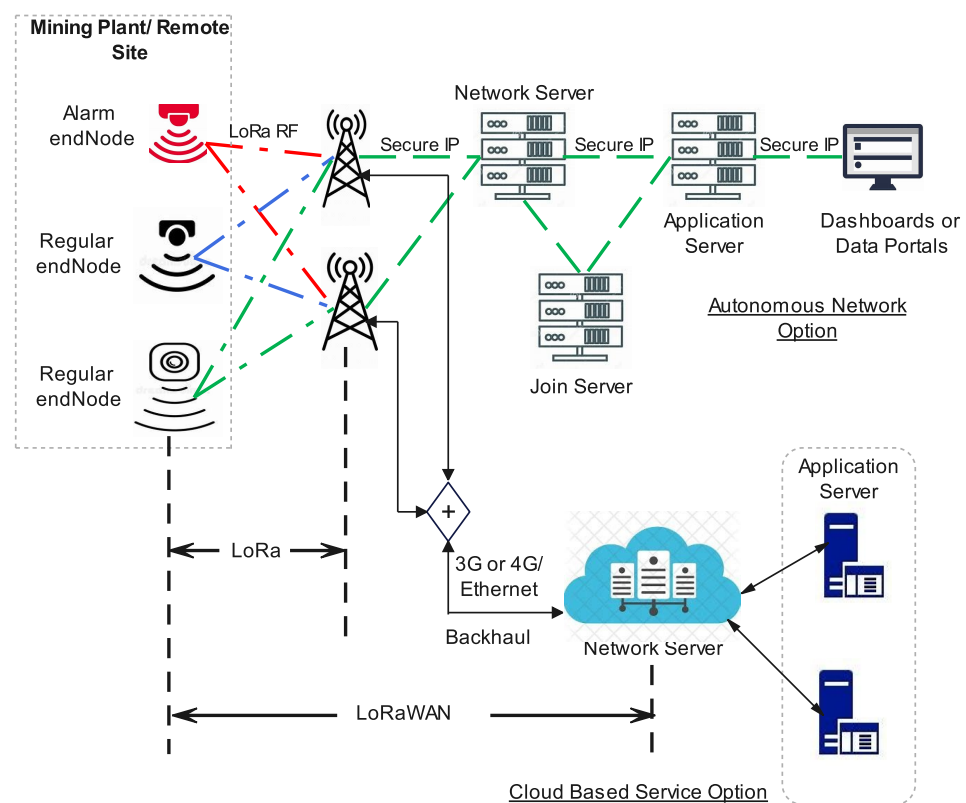 Mining Plant/ Remote
Site
Alarm
endNode
LoRa RF
Regular
endNode
Regular
endNode
Secure IP
Network Server
Secure IP
Application
Server
Secure IP
Dashboards or
Data Portals
Join Server
Autonomous Network
Option
+
LoRa
3G or 4G/
Ethernet
Backhaul
Network Server
Application
Server
LoRaWAN
Cloud Based Service Option